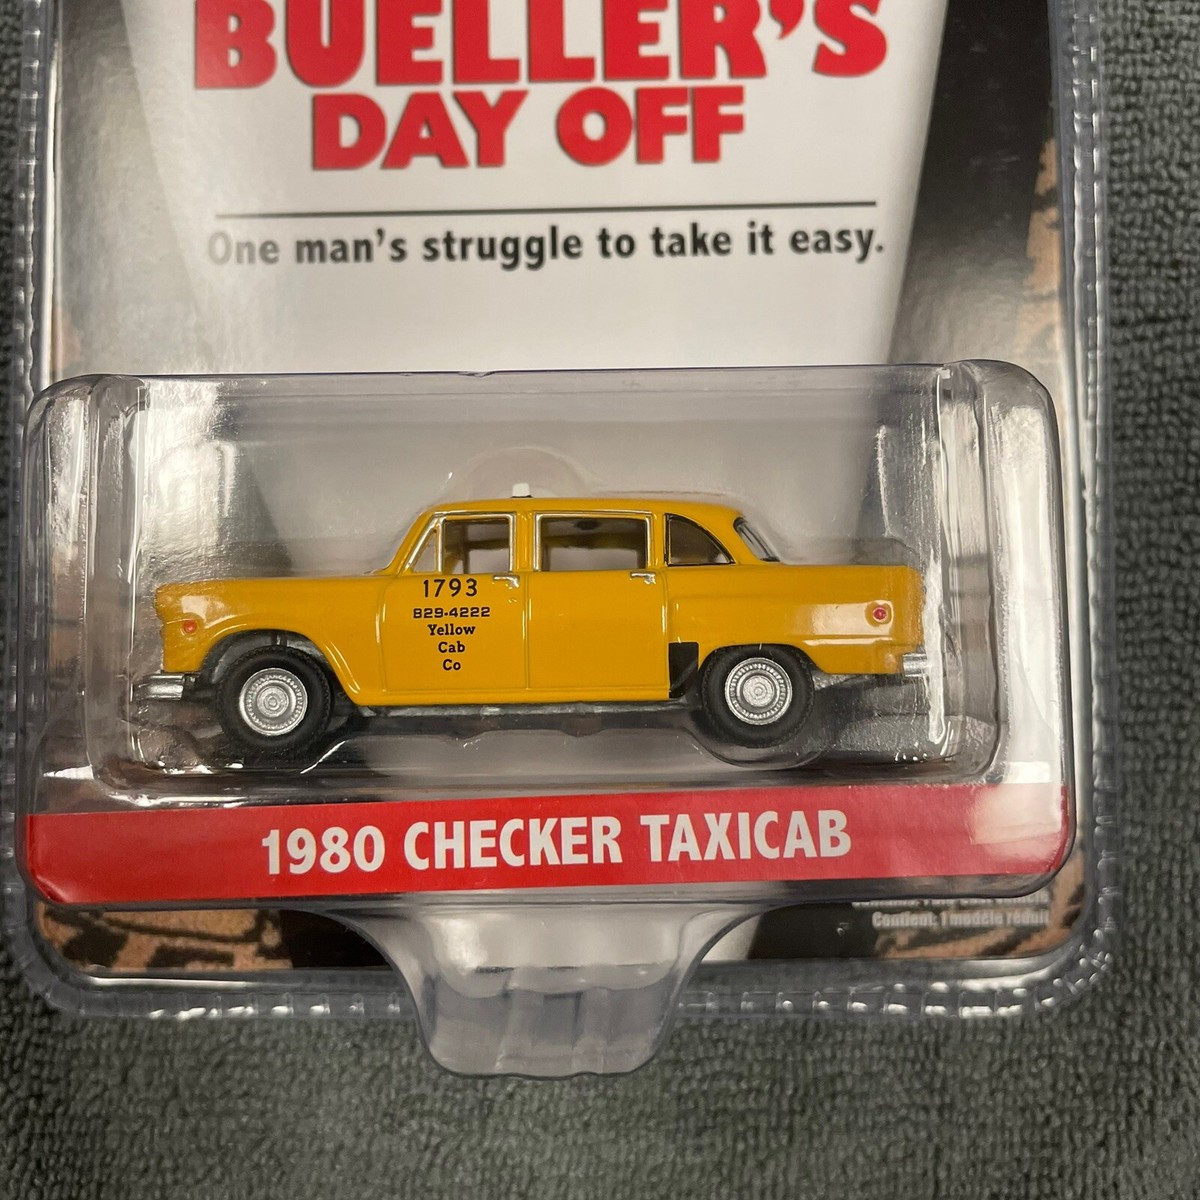 BUELLER'S
DAY OFF
One man's struggle to take it easy.
1793
829-4222
Yellow
Cab
Co
1980 CHECKER TAXICAB
Contient: 1 modèle réduit